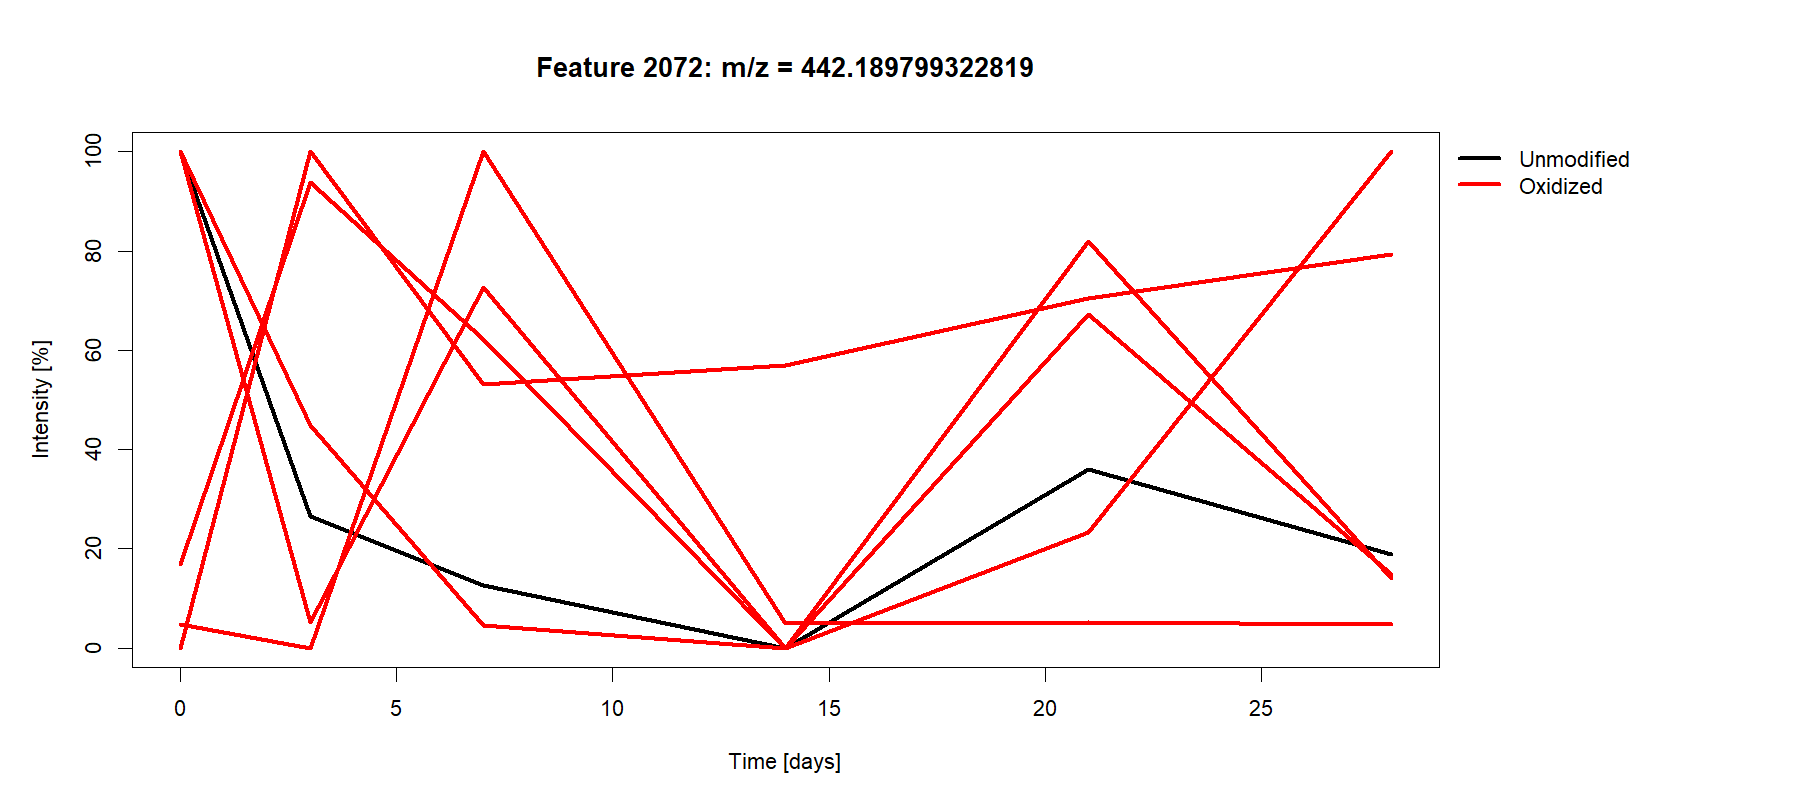 Feature 2072: m/z = 442.189799322819
Unmodified
Oxidized
Intensity [%]
100
80
60
40
20
0
0 5 10 15 20 25
Time [days]